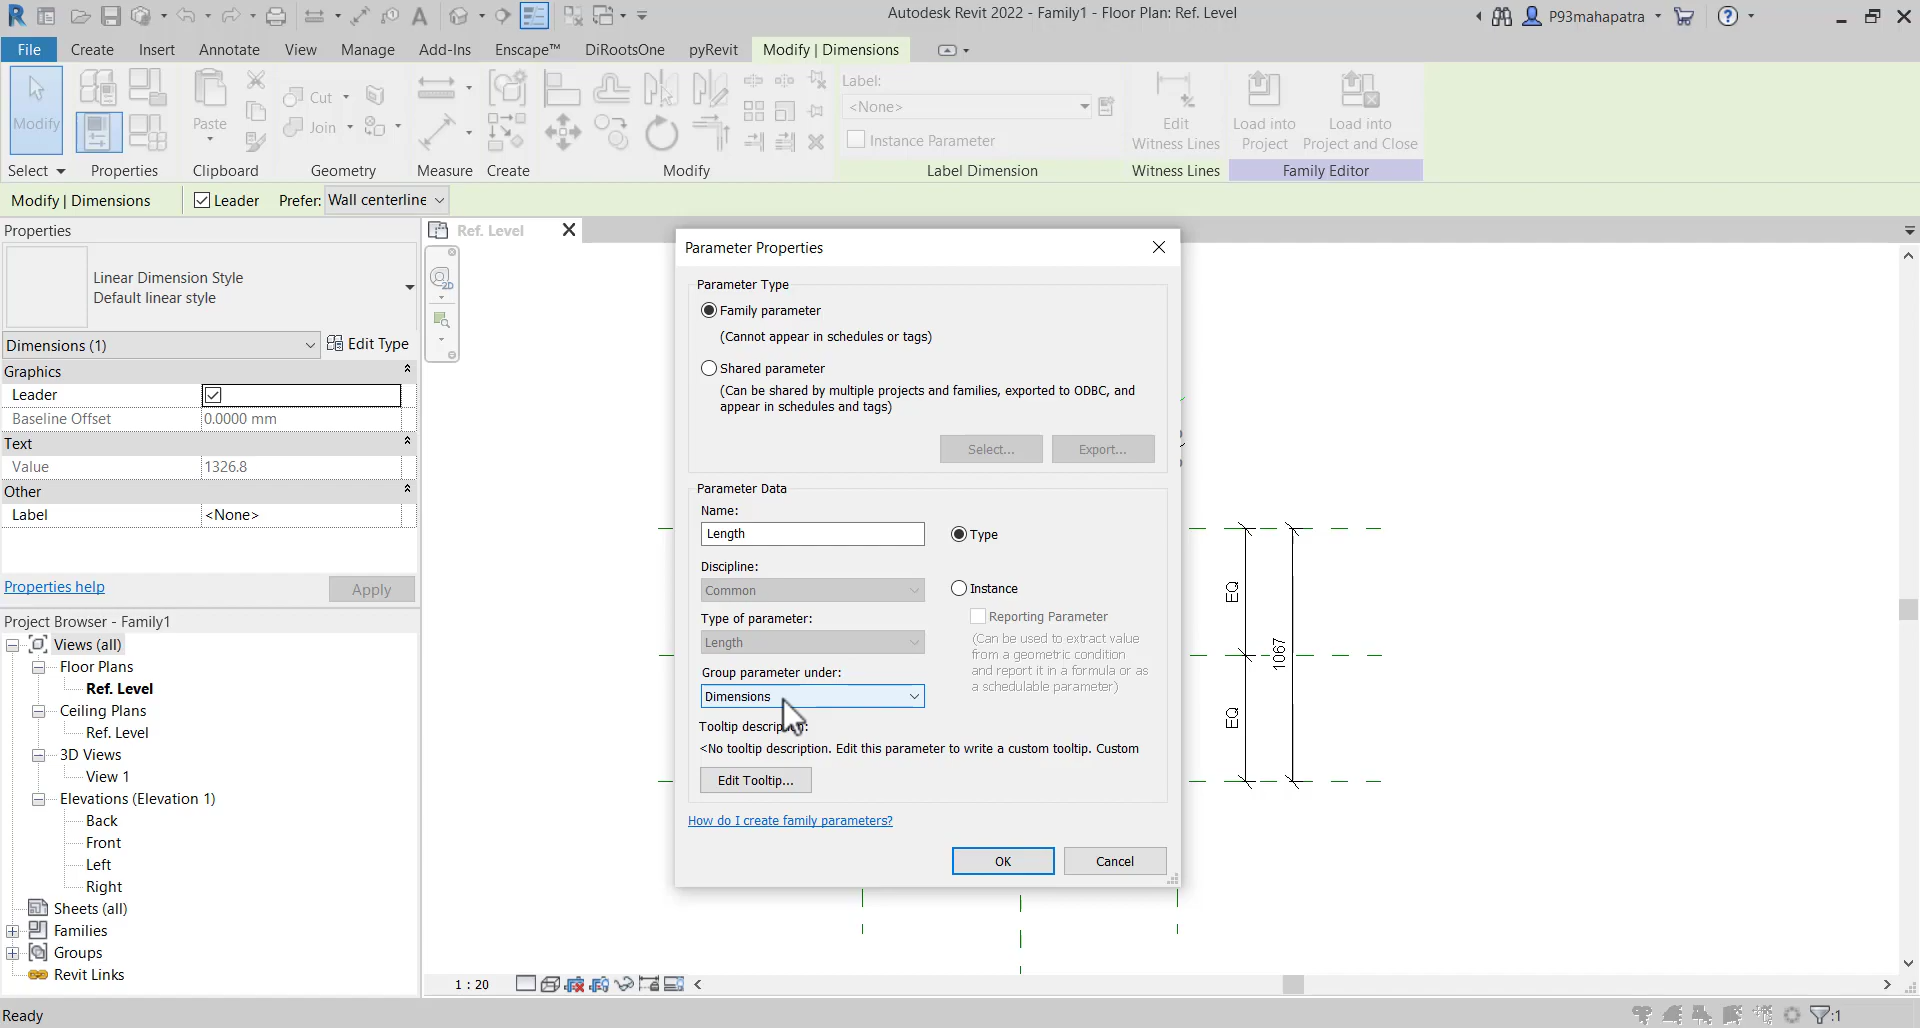 Autodesk Revit 2022 - Family1 - Floor Plan: Ref. Level
P93mahapatra
File Create Insert Annotate View Manage Add-Ins Enscape™ DiRootsOne pyRevit Modify | Dimensions
Modify
Select
Properties
Paste
Clipboard
Cut
Join
Geometry
Measure
Create
Modify
Label:
<None>
Instance Parameter
Label Dimension
Edit
Witness Lines
Witness Lines
Load into
Project
Load into
Project and Close
Family Editor
Modify | Dimensions
Leader
Prefer: Wall centerline
Properties
Linear Dimension Style
Default linear style
Dimensions (1)
Edit Type
Graphics
Leader
Baseline Offset 0.0000 mm
Text
Value 1326.8
Other
Label <None>
Properties help
Apply
Project Browser - Family1
Views (all)
Floor Plans
Ref. Level
Ceiling Plans
Ref. Level
3D Views
View 1
Elevations (Elevation 1)
Back
Front
Left
Right
Sheets (all)
Families
Groups
Revit Links
Ready
Ref. Level
2D
Parameter Properties
Parameter Type
Family parameter
(Cannot appear in schedules or tags)
Shared parameter
(Can be shared by multiple projects and families, exported to ODBC, and
appear in schedules and tags)
Select...
Export...
Parameter Data
Name:
Length
Type
Discipline:
Common
Instance
Type of parameter:
Length
Reporting Parameter
(Can be used to extract value
from a geometric condition
and report it in a formula or as
a schedulable parameter)
Group parameter under:
Dimensions
Tooltip description:
<No tooltip description. Edit this parameter to write a custom tooltip. Custom
Edit Tooltip...
How do I create family parameters?
OK
Cancel
EQ
EQ
1067
1 : 20
:1